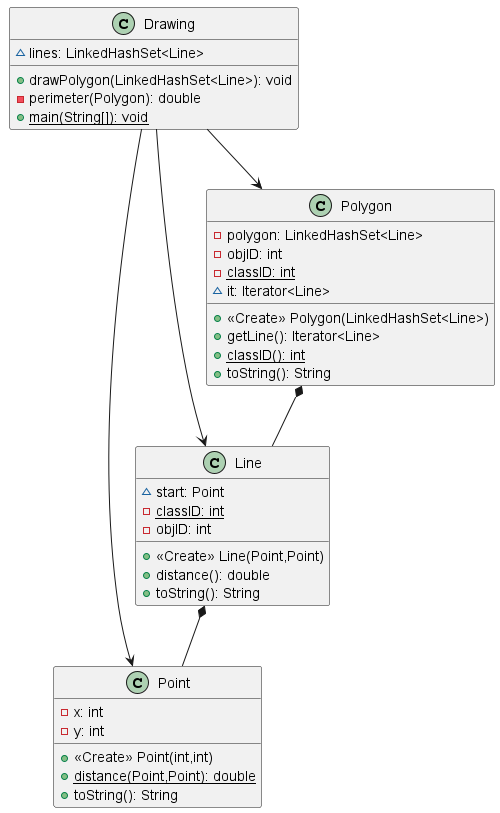 C Drawing
lines: LinkedHashSet<Line>
drawPolygon(LinkedHashSet<Line>): void
perimeter(Polygon): double
main(String[]): void
C Polygon
polygon: LinkedHashSet<Line>
objID: int
classID: int
it: Iterator<Line>
«Create» Polygon(LinkedHashSet<Line>)
getLine(): Iterator<Line>
classID(): int
toString(): String
C Line
start: Point
classID: int
objID: int
«Create» Line(Point,Point)
distance(): double
toString(): String
C Point
x: int
y: int
«Create» Point(int,int)
distance(Point,Point): double
toString(): String